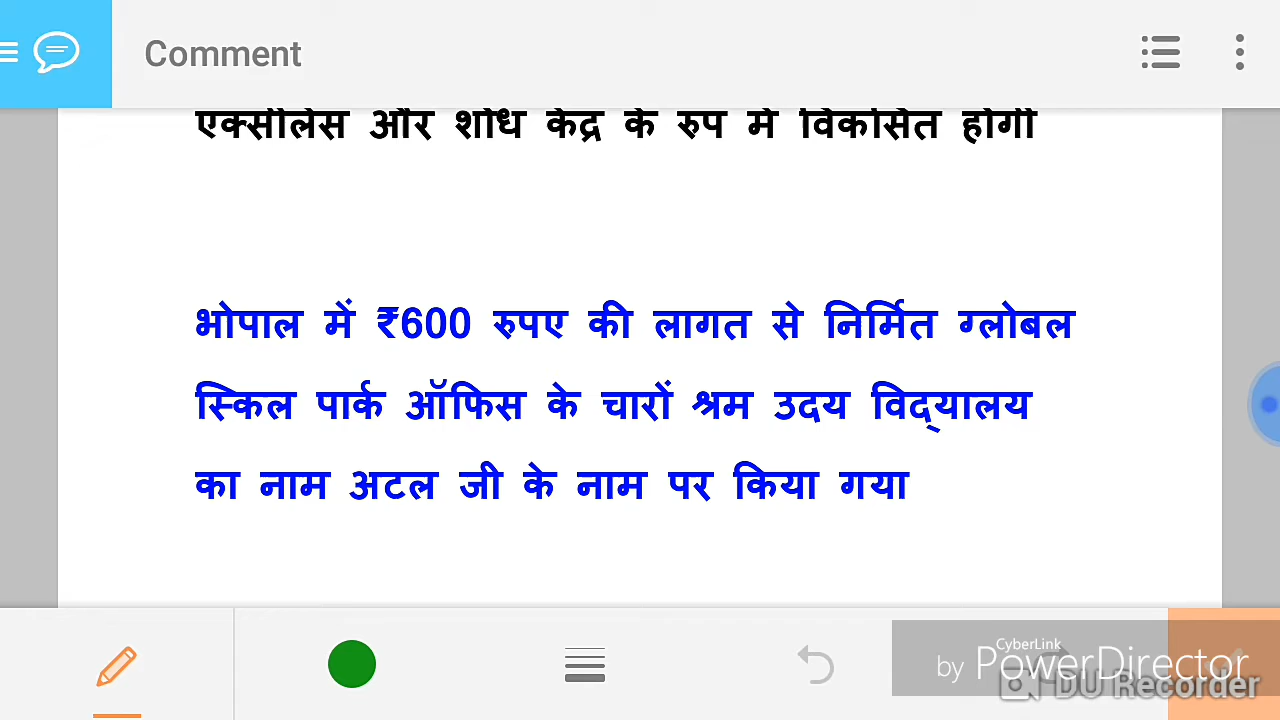 Comment
एक्सीलेंस और शोध केंद्र के रुप में विकसित होगी
भोपाल में ₹600 रुपए की लागत से निर्मित ग्लोबल
स्किल पार्क ऑफिस के चारों श्रम उदय विद्यालय
का नाम अटल जी के नाम पर किया गया
CyberLink
by PowerDirector
DU Recorder